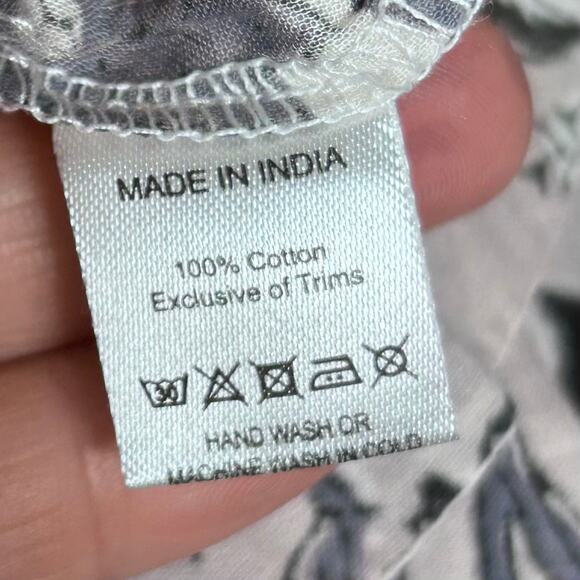 MADE IN INDIA
100% Cotton
Exclusive of Trims
30
HAND WASH OR
MACHINE WASH IN COLD